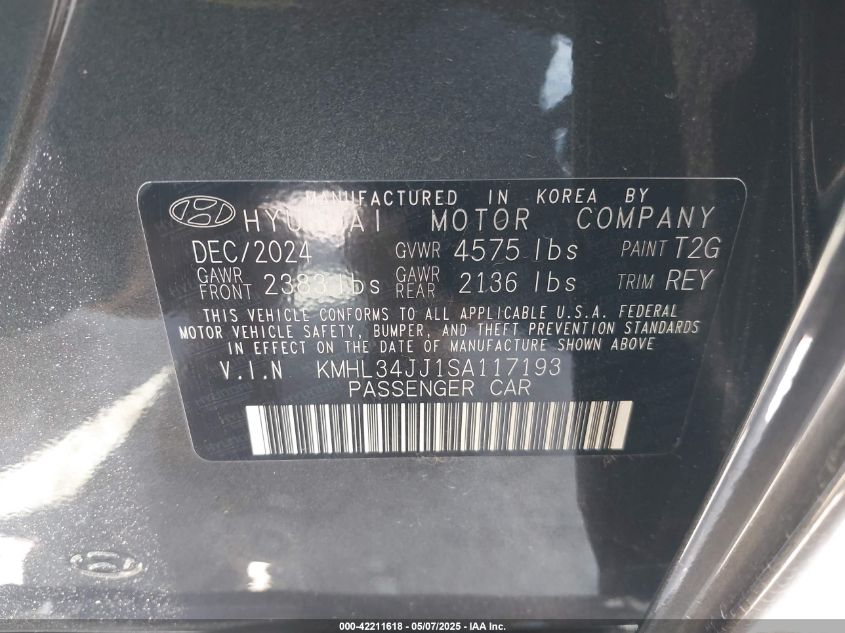 MANUFACTURED IN KOREA BY
HYUNDAI MOTOR COMPANY
DEC/2024 GVWR 4575 lbs PAINT T2G
GAWR FRONT 2383 lbs GAWR REAR 2136 lbs TRIM REY
THIS VEHICLE CONFORMS TO ALL APPLICABLE U.S.A. FEDERAL
MOTOR VEHICLE SAFETY, BUMPER, AND THEFT PREVENTION STANDARDS
IN EFFECT ON THE DATE OF MANUFACTURE SHOWN ABOVE
V.I.N KMHL34JJ1SA117193
PASSENGER CAR
000-42211618 - 05/07/2025 - IAA Inc.